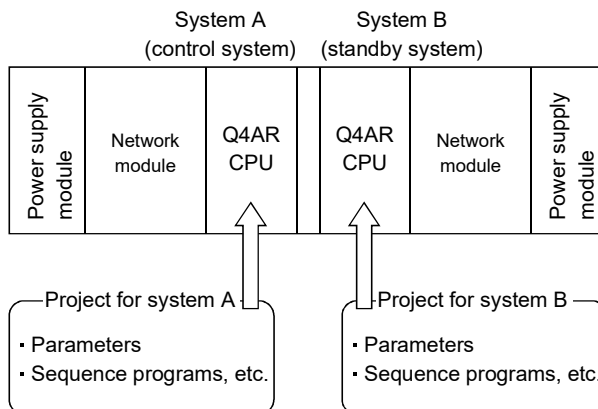 System A
(control system)
System B
(standby system)
Power supply
module
Network
module
Q4AR
CPU
Q4AR
CPU
Network
module
Power supply
module
Project for system A
· Parameters
· Sequence programs, etc.
Project for system B
· Parameters
· Sequence programs, etc.